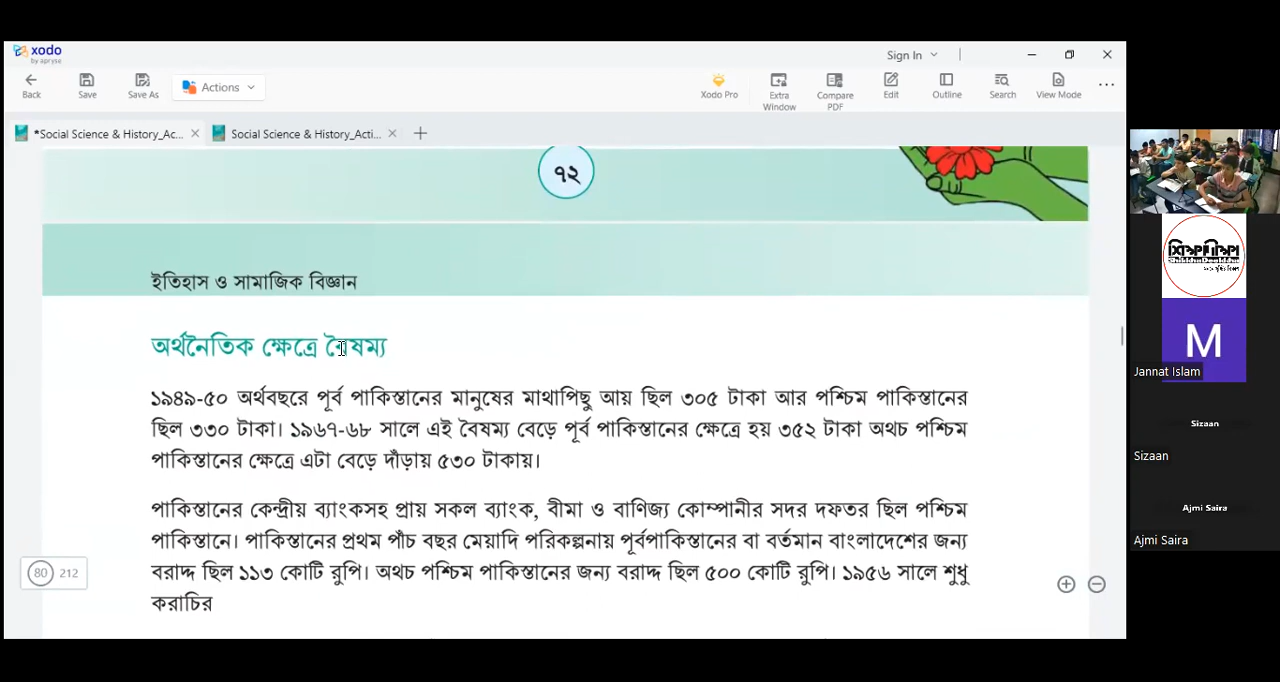 xodo
by apryse
Sign In
Back
Save
Save As
Actions
Xodo Pro
Extra Window
Compare PDF
Edit
Outline
Search
View Mode
*Social Science & History_Ac...
Social Science & History_Acti...
৭২
ইতিহাস ও সামাজিক বিজ্ঞান
অর্থনৈতিক ক্ষেত্রে বৈষম্য
১৯৪৯-৫০ অর্থবছরে পূর্ব পাকিস্তানের মানুষের মাথাপিছু আয় ছিল ৩০৫ টাকা আর পশ্চিম পাকিস্তানের
ছিল ৩৩০ টাকা। ১৯৬৭-৬৮ সালে এই বৈষম্য বেড়ে পূর্ব পাকিস্তানের ক্ষেত্রে হয় ৩৫২ টাকা অথচ পশ্চিম
পাকিস্তানের ক্ষেত্রে এটা বেড়ে দাঁড়ায় ৫৩০ টাকায়।
পাকিস্তানের কেন্দ্রীয় ব্যাংকসহ প্রায় সকল ব্যাংক, বীমা ও বাণিজ্য কোম্পানীর সদর দফতর ছিল পশ্চিম
পাকিস্তানে। পাকিস্তানের প্রথম পাঁচ বছর মেয়াদি পরিকল্পনায় পূর্বপাকিস্তানের বা বর্তমান বাংলাদেশের জন্য
বরাদ্দ ছিল ১১৩ কোটি রুপি। অথচ পশ্চিম পাকিস্তানের জন্য বরাদ্দ ছিল ৫০০ কোটি রুপি। ১৯৫৬ সালে শুধু
করাচির
80 212
M
Jannat Islam
Sizaan
Sizaan
Ajmi Saira
Ajmi Saira